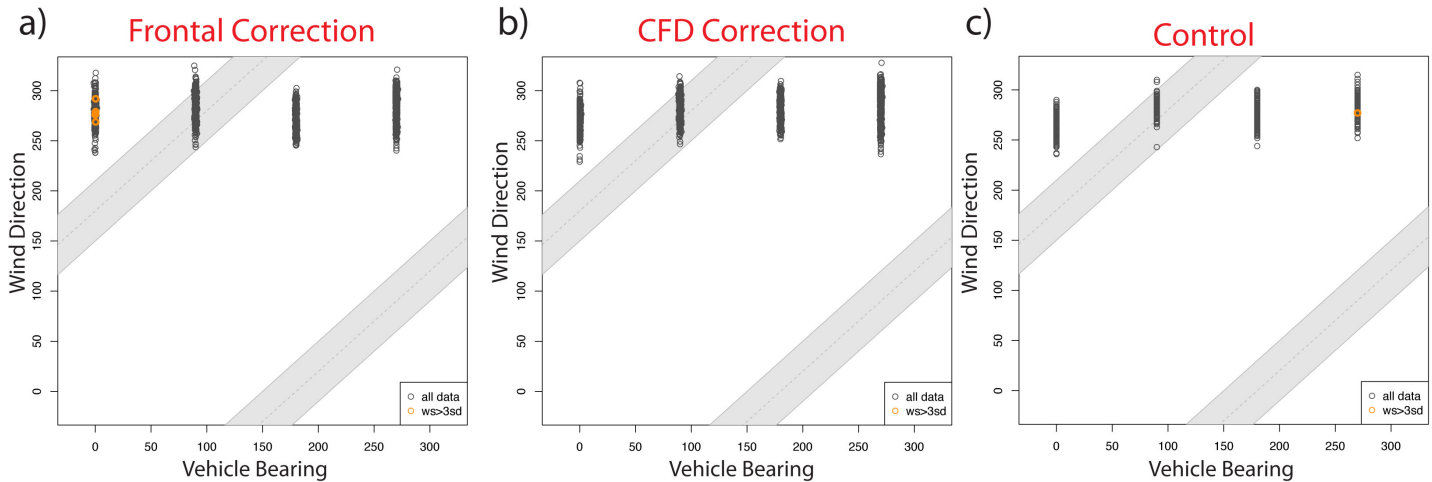 a)
Frontal Correction
Wind Direction
300
250
200
150
100
50
0
0 50 100 150 200 250 300
Vehicle Bearing
all data
ws>3sd
b)
CFD Correction
Wind Direction
300
250
200
150
100
50
0
0 50 100 150 200 250 300
Vehicle Bearing
all data
ws>3sd
c)
Control
Wind Direction
300
250
200
150
100
50
0
0 50 100 150 200 250 300
Vehicle Bearing
all data
ws>3sd